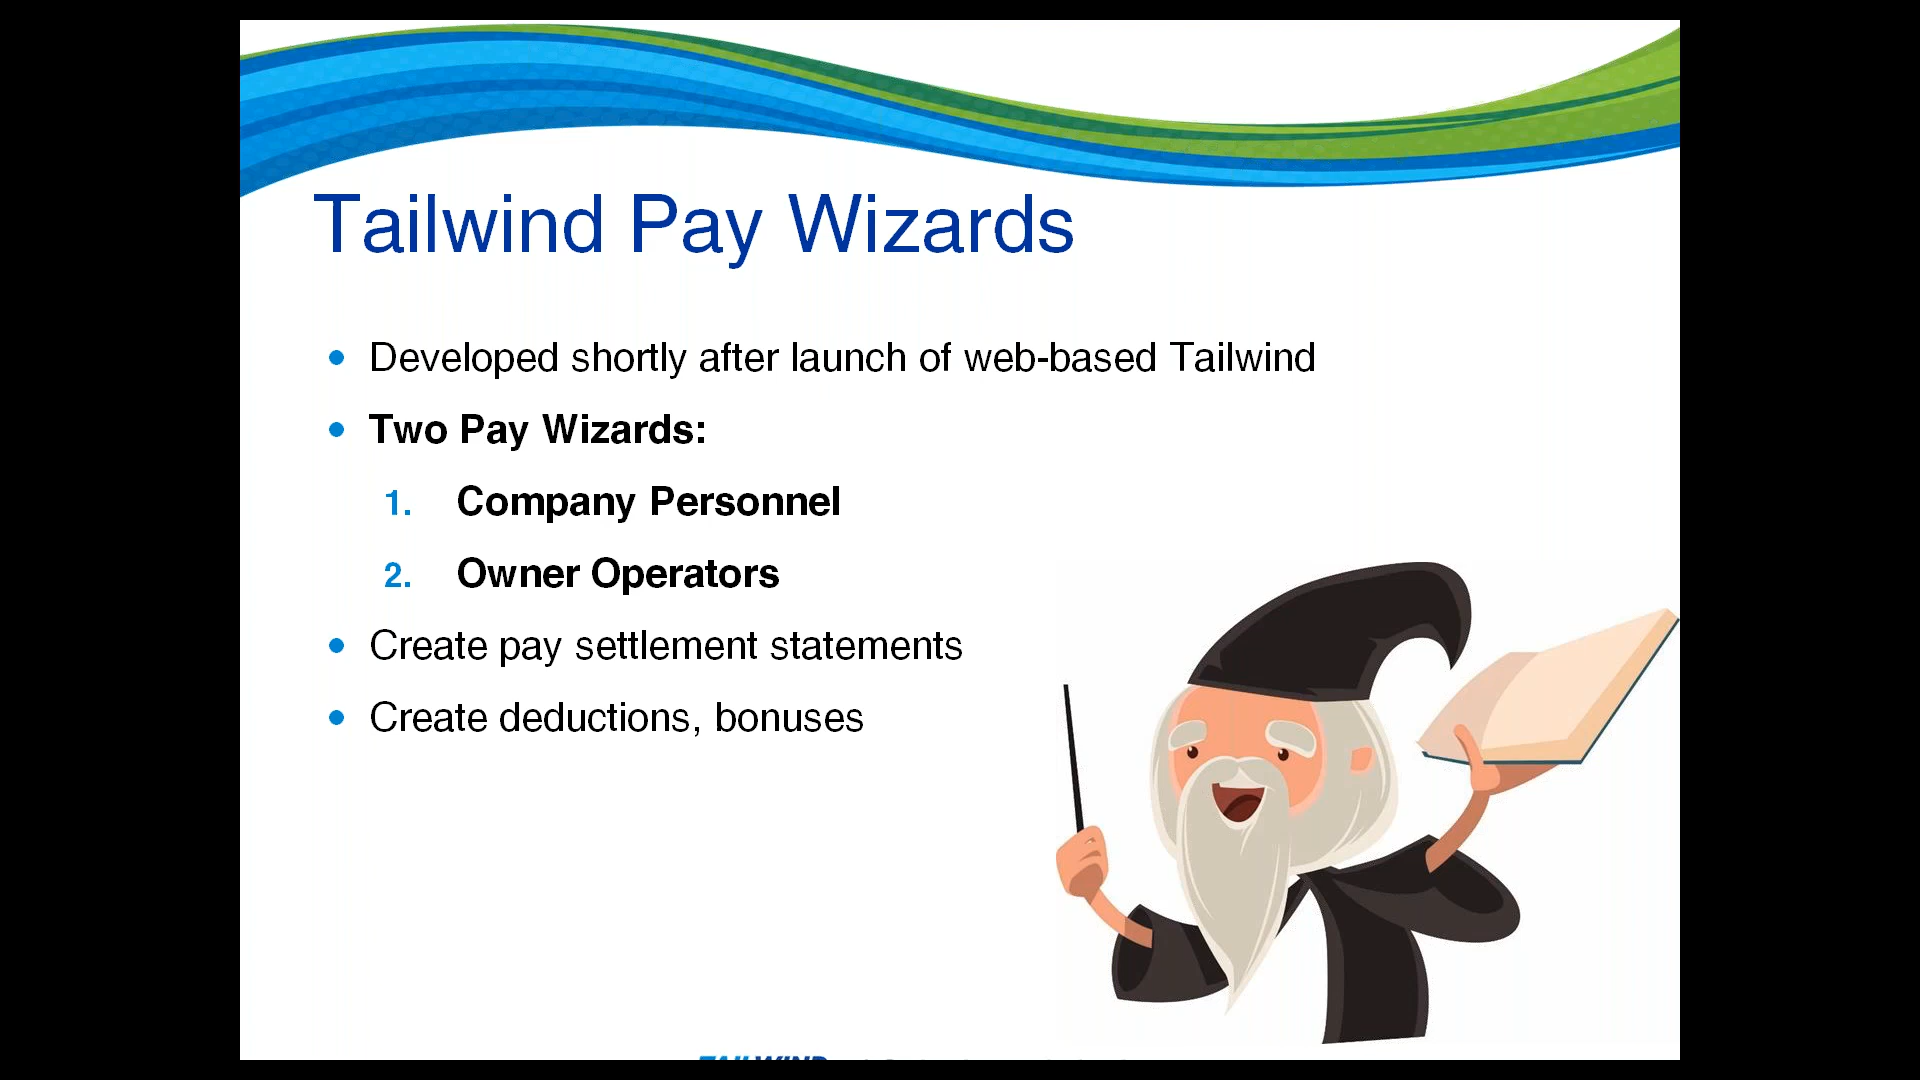 Tailwind Pay Wizards
• Developed shortly after launch of web-based Tailwind
• Two Pay Wizards:
1. Company Personnel
2. Owner Operators
• Create pay settlement statements
• Create deductions, bonuses
TAILWIND